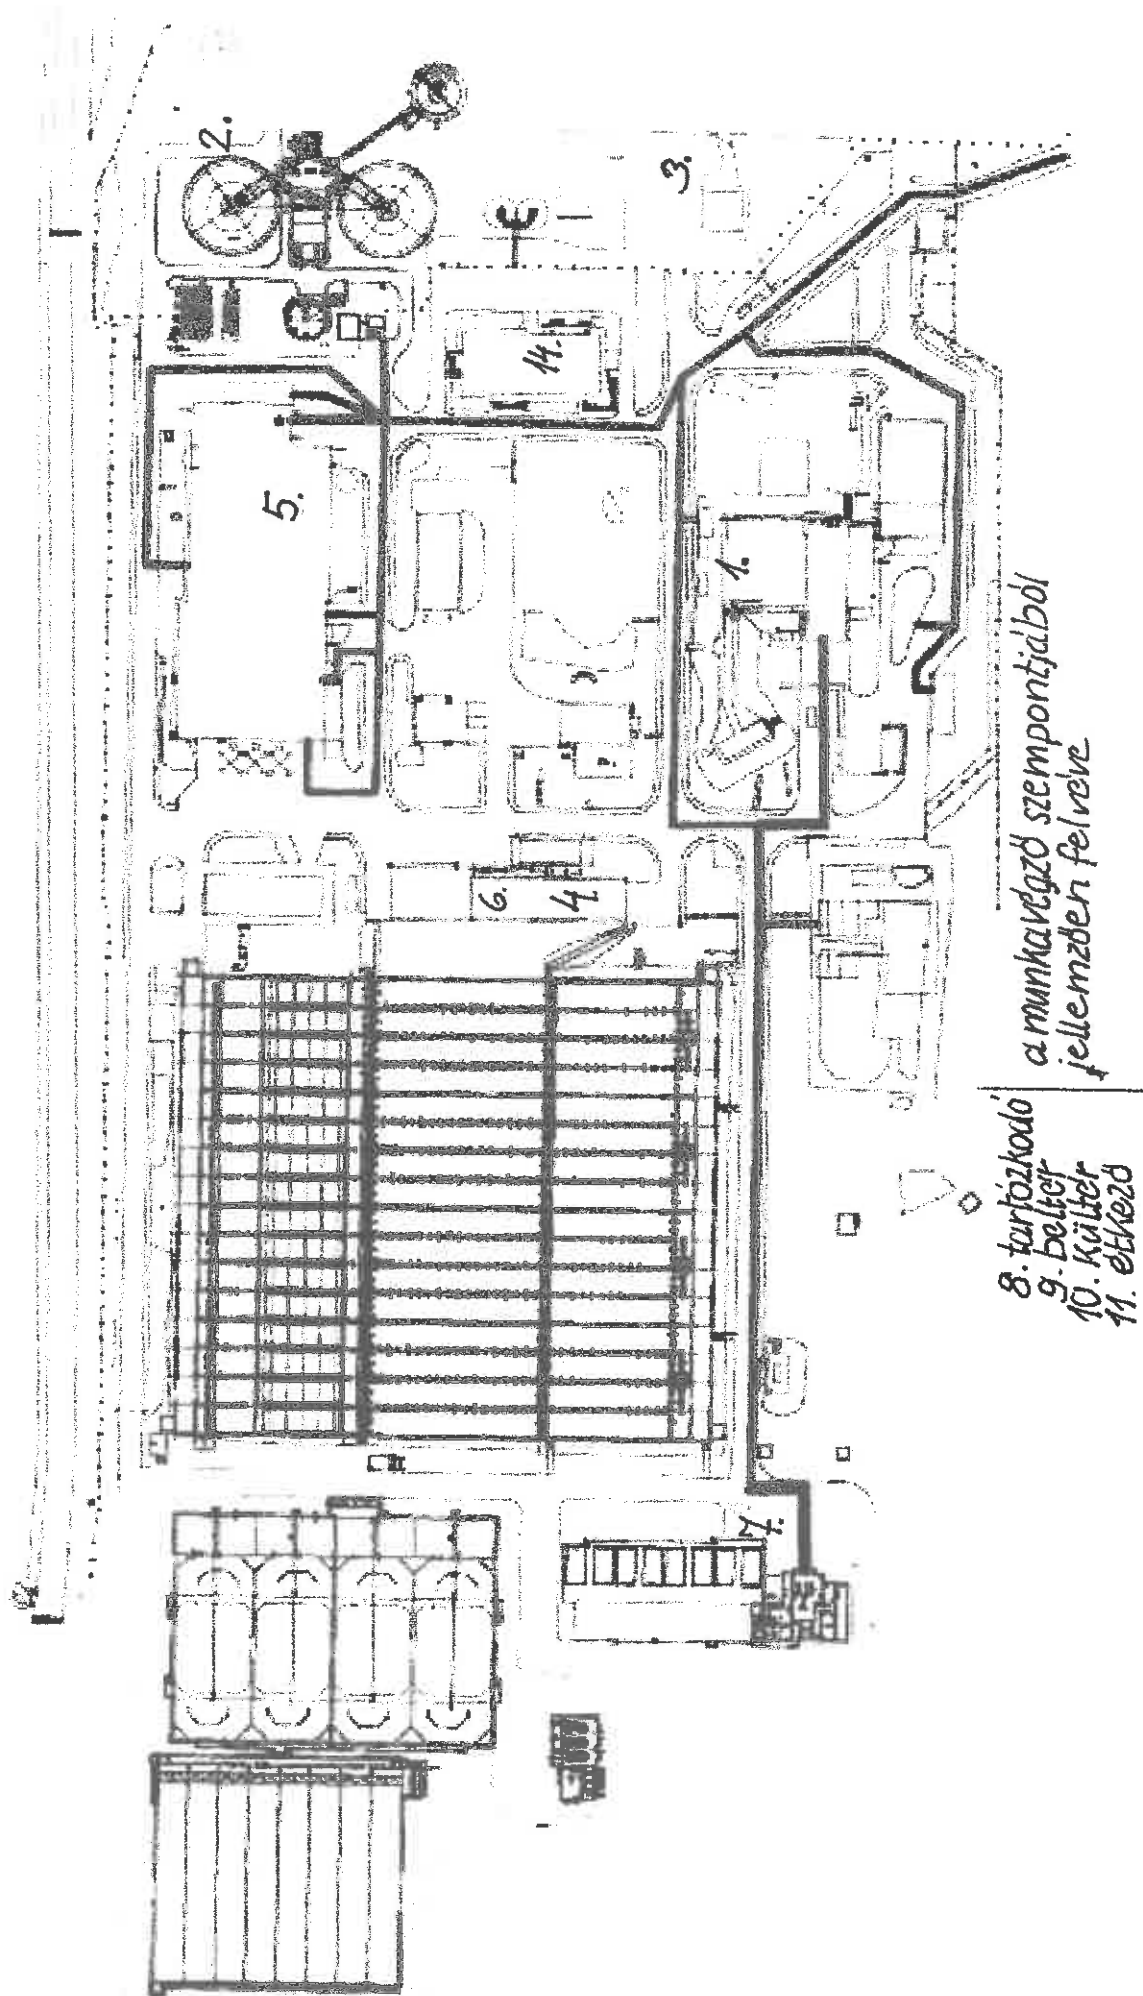 2.
3.
14.
5.
1.
6.
4.
7.
a munkavégző szempontjából
jellemzően felvéve
8. tartózkodó
9. beltér
10. kültér
11. étkező